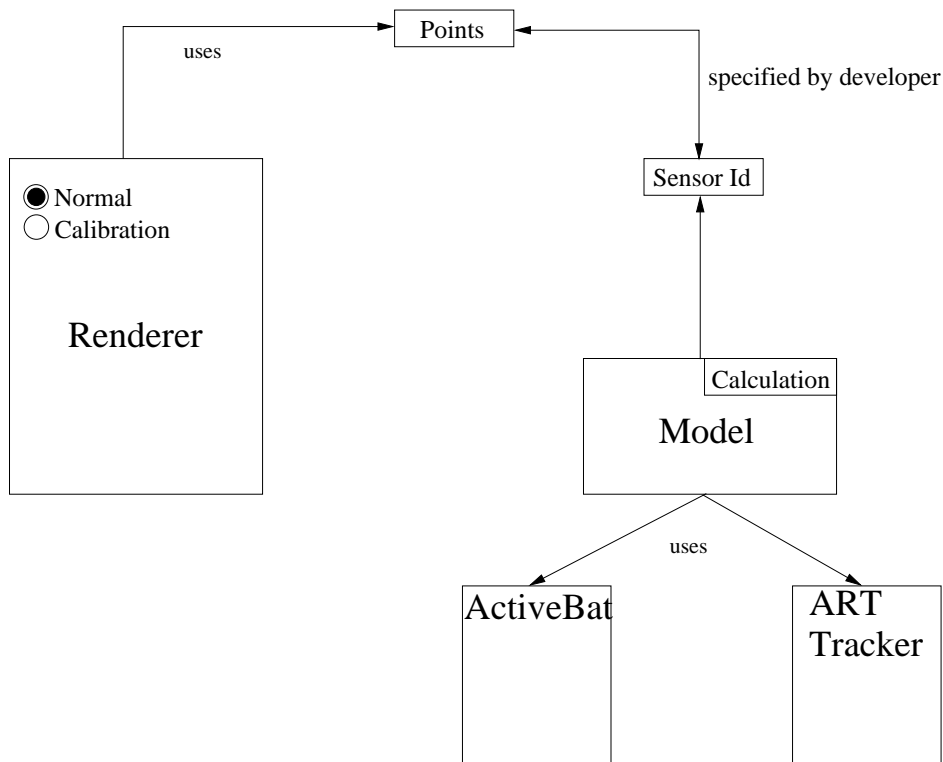 Points
uses
specified by developer
Sensor Id
Normal
Calibration
Renderer
Calculation
Model
uses
ActiveBat
ART
Tracker